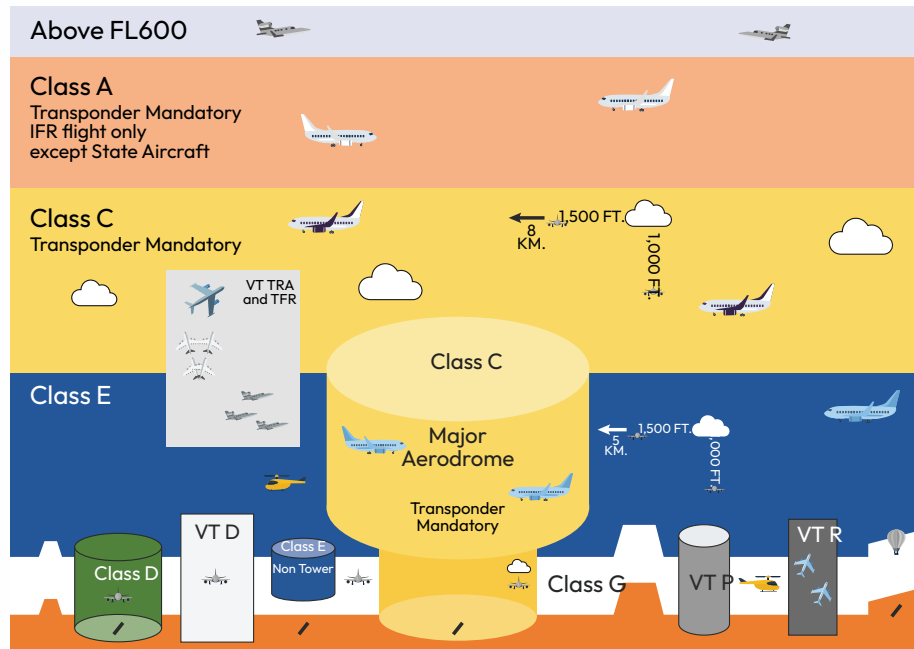 Above FL600
Class A
Transponder Mandatory
IFR flight only
except State Aircraft
Class C
Transponder Mandatory
1,500 FT.
8
KM.
1,000 FT.
VT TRA
and TFR
Class C
Class E
Major
Aerodrome
1,500 FT.
5
KM.
,000 FT.
Transponder
Mandatory
VT D
VT R
Class E
Non Tower
Class D
Class G
VT P